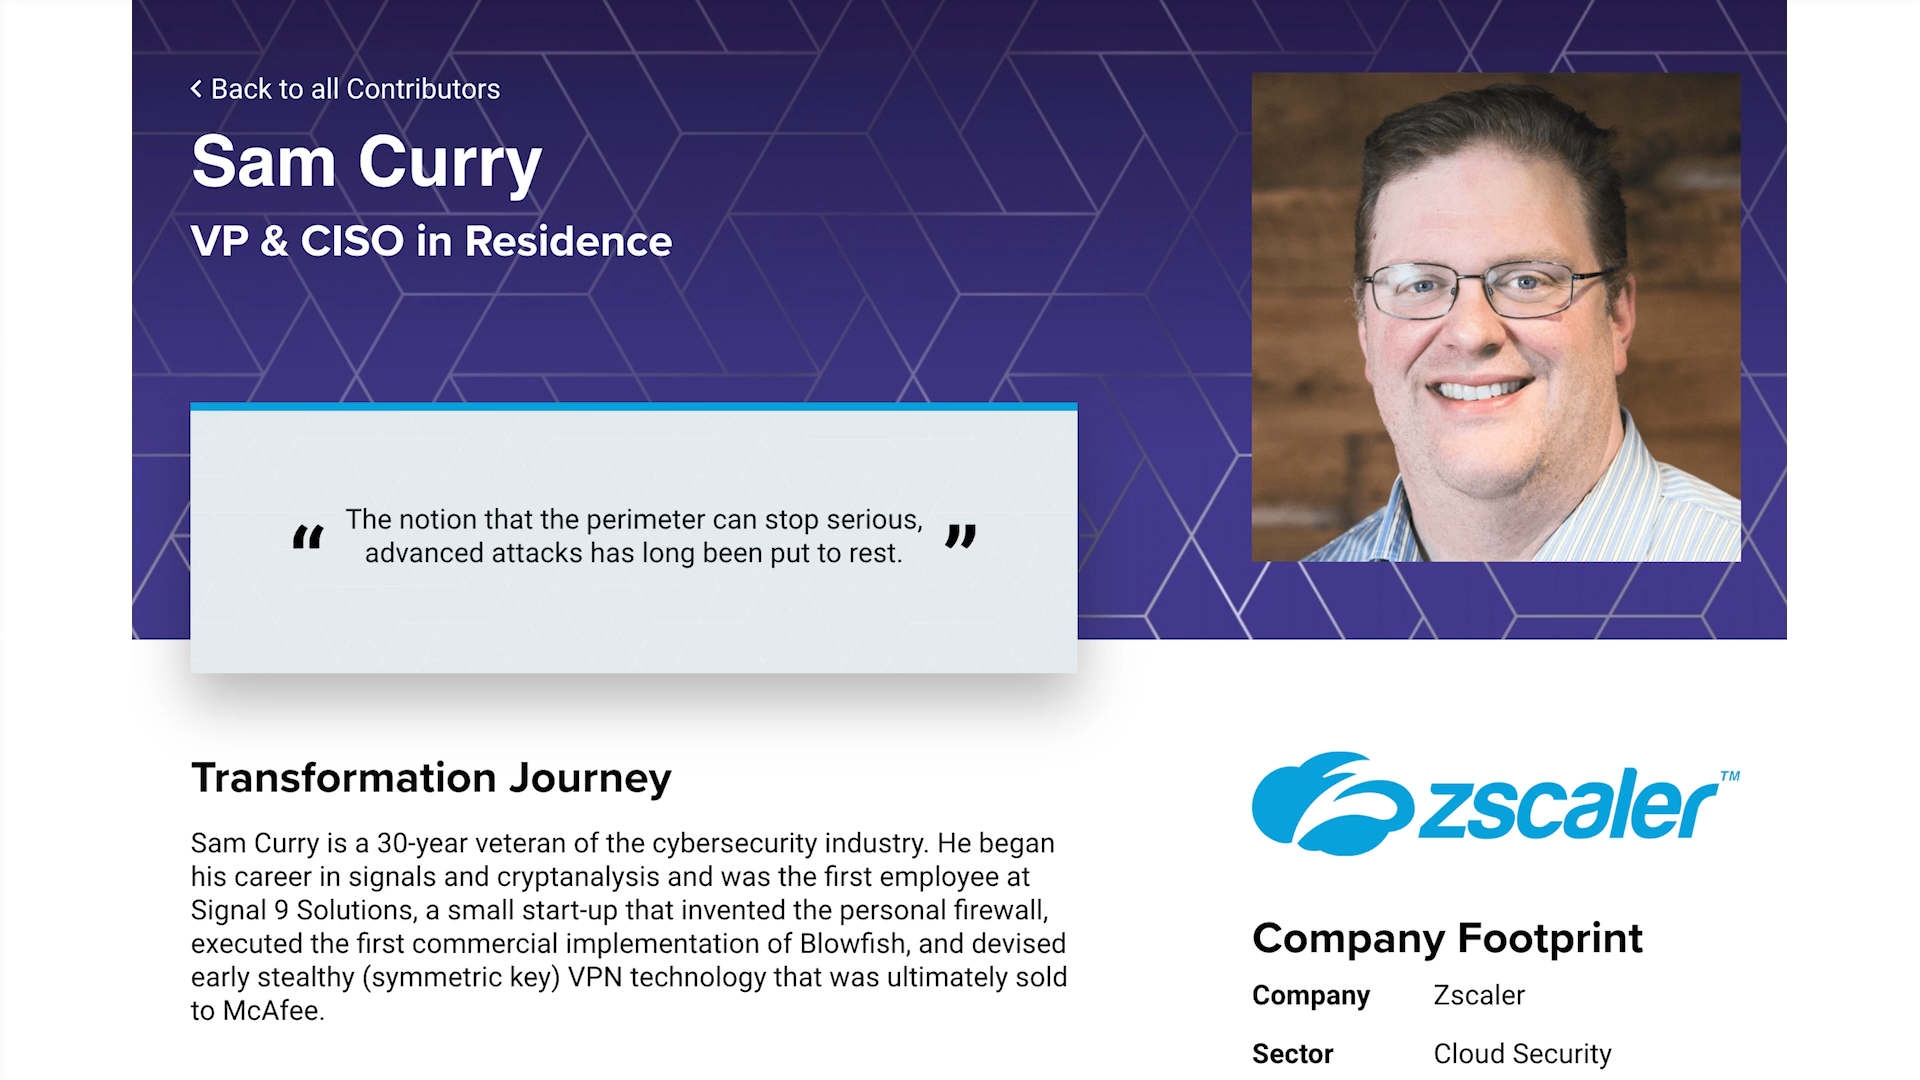 Back to all Contributors
Sam Curry
VP & CISO in Residence
“ The notion that the perimeter can stop serious,
advanced attacks has long been put to rest. ”
Transformation Journey
Sam Curry is a 30-year veteran of the cybersecurity industry. He began
his career in signals and cryptanalysis and was the first employee at
Signal 9 Solutions, a small start-up that invented the personal firewall,
executed the first commercial implementation of Blowfish, and devised
early stealthy (symmetric key) VPN technology that was ultimately sold
to McAfee.
zscaler™
Company Footprint
Company Zscaler
Sector Cloud Security